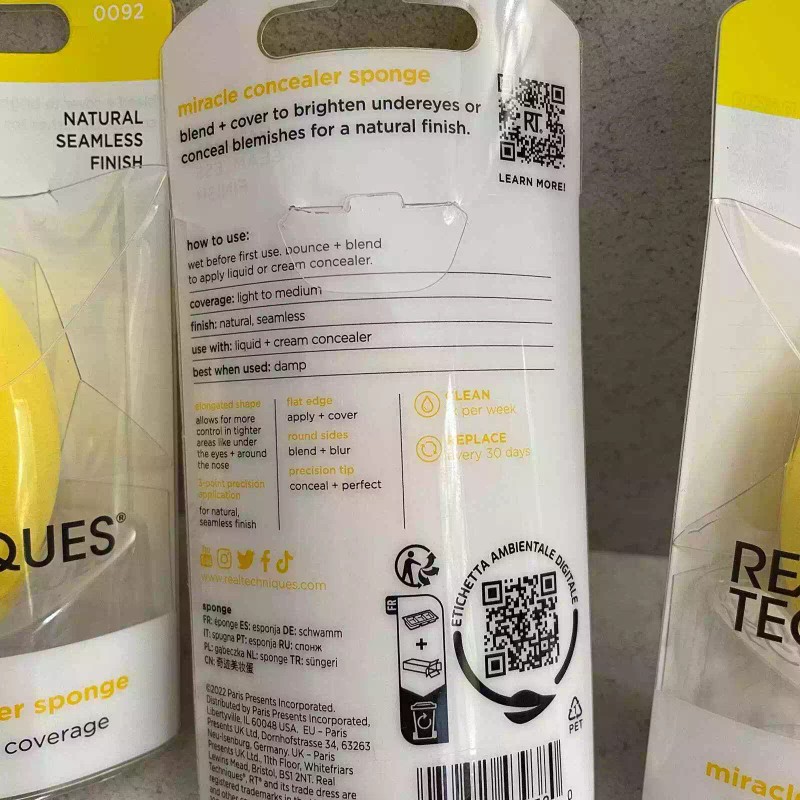 0092
NATURAL
SEAMLESS
FINISH
QUES®
er sponge
coverage
miracle concealer sponge
blend + cover to brighten undereyes or
conceal blemishes for a natural finish.
RT
LEARN MORE!
how to use:
wet before first use. bounce + blend
to apply liquid or cream concealer.
coverage: light to medium
finish: natural, seamless
use with: liquid + cream concealer
best when used: damp
elongated shape
allows for more
control in tighter
areas like under
the eyes + around
the nose
3-point precision
application
for natural,
seamless finish
flat edge
apply + cover
round sides
blend + blur
precision tip
conceal + perfect
CLEAN
per week
REPLACE
every 30 days
www.realtechniques.com
sponge
FR: éponge ES: esponja DE: schwamm
IT: spugna PT: esponja RU: спонж
PL: gąbeczka NL: sponge TR: süngeri
CN: 奇迹美妆蛋
©2022 Paris Presents Incorporated.
Distributed by Paris Presents Incorporated,
Libertyville, IL 60048 USA. EU – Paris
Presents UK Ltd, Dornhofstrasse 34, 63263
Neu-Isenburg, Germany. UK – Paris
Presents UK Ltd., 11th Floor, Whitefriars
Lewins Mead, Bristol, BS1 2NT. Real
Techniques®, RT® and its trade dress are
registered trademarks in the
and other
FR
+
ETICHETTA AMBIENTALE DIGITALE
1
PET
0
REA
TEC
miracle